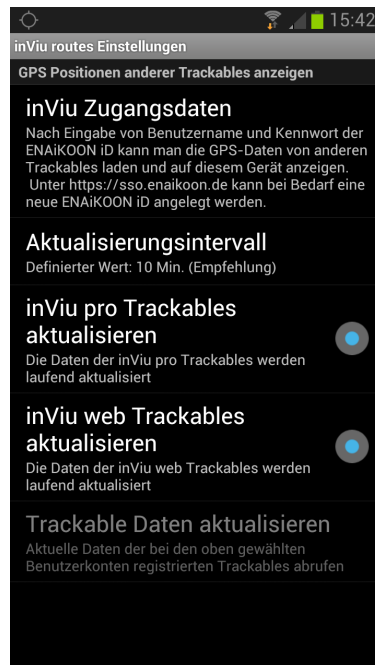 15:42
inViu routes Einstellungen
GPS Positionen anderer Trackables anzeigen
inViu Zugangsdaten
Nach Eingabe von Benutzername und Kennwort der
ENAiKOON iD kann man die GPS-Daten von anderen
Trackables laden und auf diesem Gerät anzeigen.
Unter https://sso.enaikoon.de kann bei Bedarf eine
neue ENAiKOON iD angelegt werden.
Aktualisierungsintervall
Definierter Wert: 10 Min. (Empfehlung)
inViu pro Trackables
aktualisieren
Die Daten der inViu pro Trackables werden
laufend aktualisiert
inViu web Trackables
aktualisieren
Die Daten der inViu web Trackables werden
laufend aktualisiert
Trackable Daten aktualisieren
Aktuelle Daten der bei den oben gewählten
Benutzerkonten registrierten Trackables abrufen